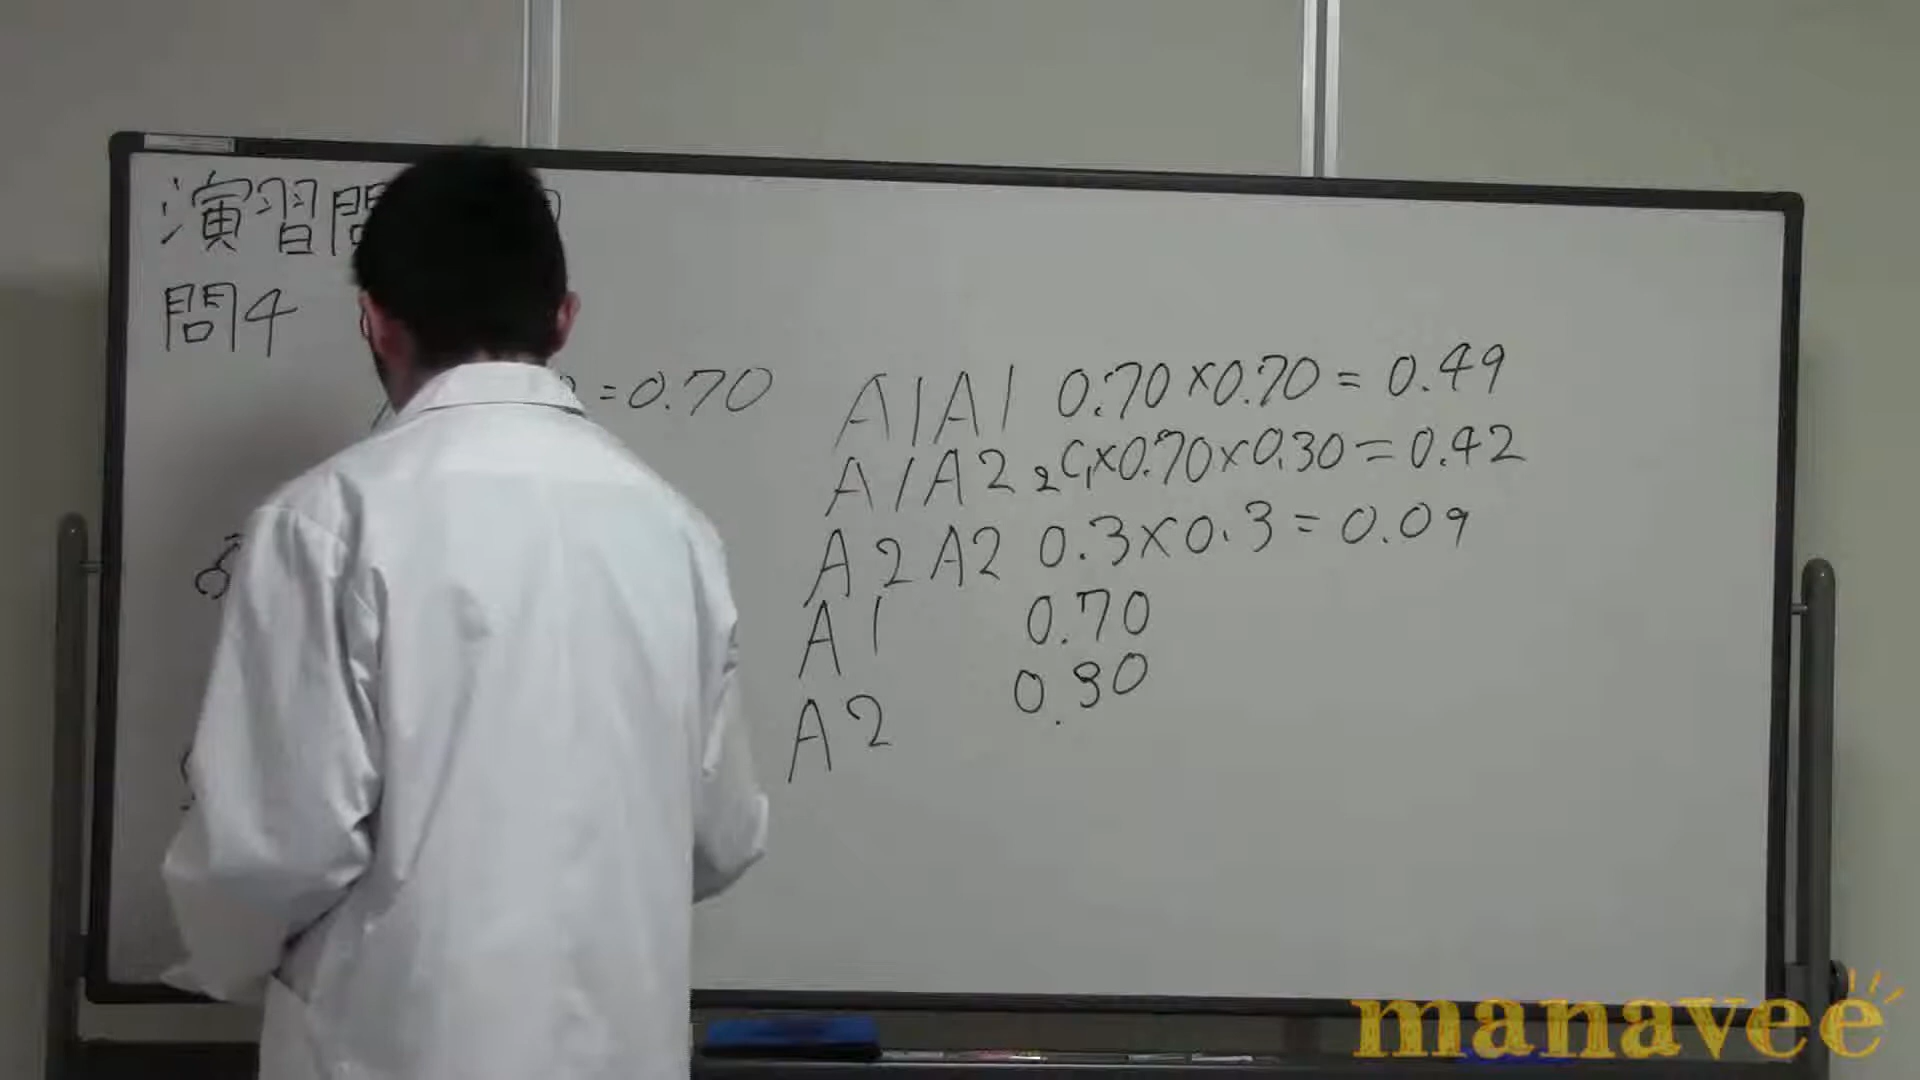 演習問
問4
=0.70
A1A1 0.70×0.70=0.49
A1A2 ₂C₁×0.70×0.30=0.42
A2A2 0.3×0.3=0.09
A1 0.70
A2 0.30
♂
manavee